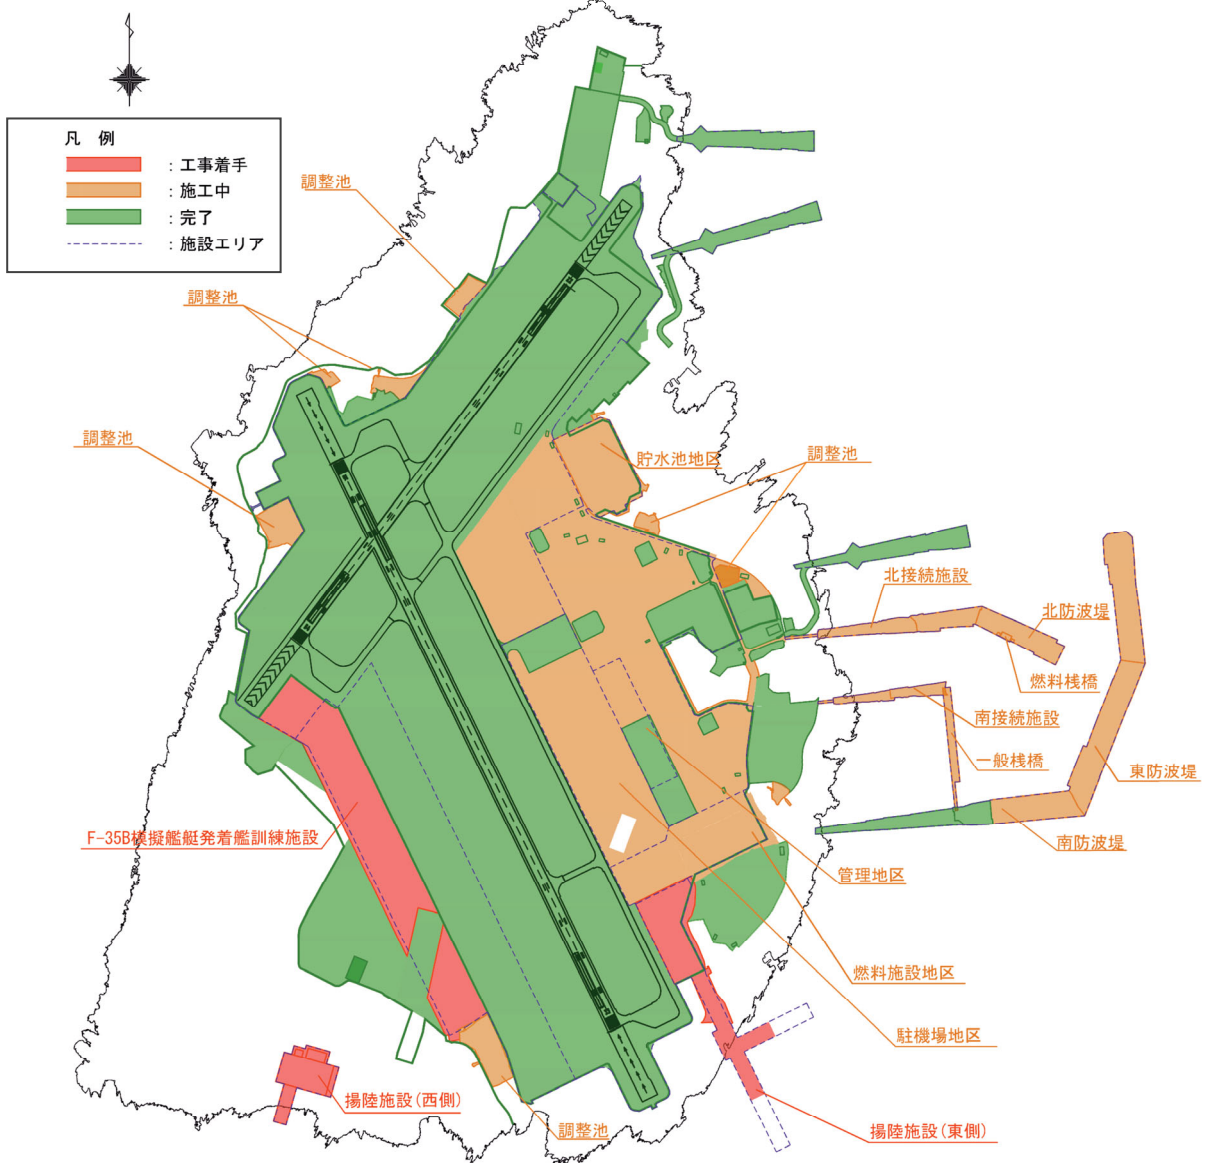 凡 例
：工事着手
：施工中
：完了
：施設エリア
調整池
調整池
調整池
貯水池地区
調整池
北接続施設
北防波堤
燃料桟橋
南接続施設
一般桟橋
東防波堤
南防波堤
F-35B模擬艦艇発着艦訓練施設
管理地区
燃料施設地区
駐機場地区
揚陸施設(西側)
調整池
揚陸施設(東側)